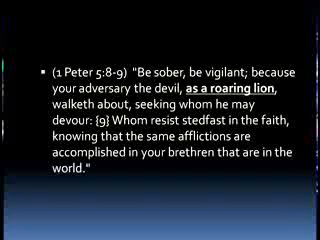 (1 Peter 5:8-9) "Be sober, be vigilant; because
your adversary the devil, as a roaring lion,
walketh about, seeking whom he may
devour: {9} Whom resist stedfast in the faith,
knowing that the same afflictions are
accomplished in your brethren that are in the
world."